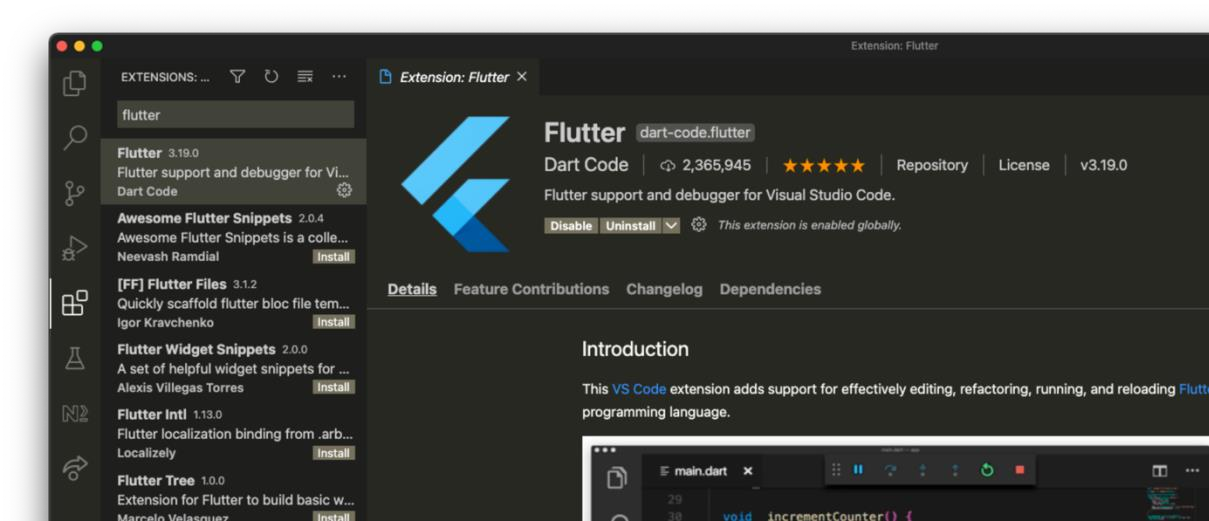 Extension: Flutter
EXTENSIONS: ...
Extension: Flutter
flutter
Flutter 3.19.0
Flutter support and debugger for Vi...
Dart Code
Awesome Flutter Snippets 2.0.4
Awesome Flutter Snippets is a colle...
Neevash Ramdial Install
[FF] Flutter Files 3.1.2
Quickly scaffold flutter bloc file tem...
Igor Kravchenko Install
Flutter Widget Snippets 2.0.0
A set of helpful widget snippets for ...
Alexis Villegas Torres Install
Flutter Intl 1.13.0
Flutter localization binding from .arb...
Localizely Install
Flutter Tree 1.0.0
Extension for Flutter to build basic w...
Marcelo Velasquez Install
Flutter dart-code.flutter
Dart Code 2,365,945 Repository License v3.19.0
Flutter support and debugger for Visual Studio Code.
Disable Uninstall This extension is enabled globally.
Details Feature Contributions Changelog Dependencies
Introduction
This VS Code extension adds support for effectively editing, refactoring, running, and reloading Flutt
programming language.
main.dart
29
30 void incrementCounter() {